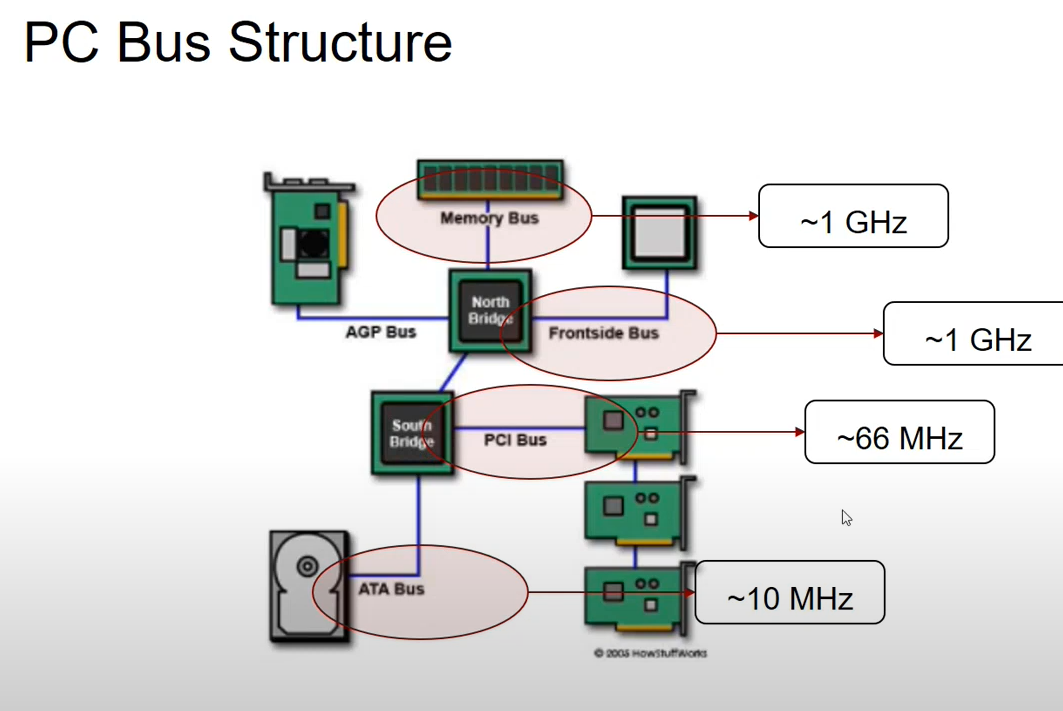 PC Bus Structure
Memory Bus
~1 GHz
North
Bridge
AGP Bus
Frontside Bus
~1 GHz
South
Bridge
PCI Bus
~66 MHz
ATA Bus
~10 MHz
© 2005 HowStuffWorks